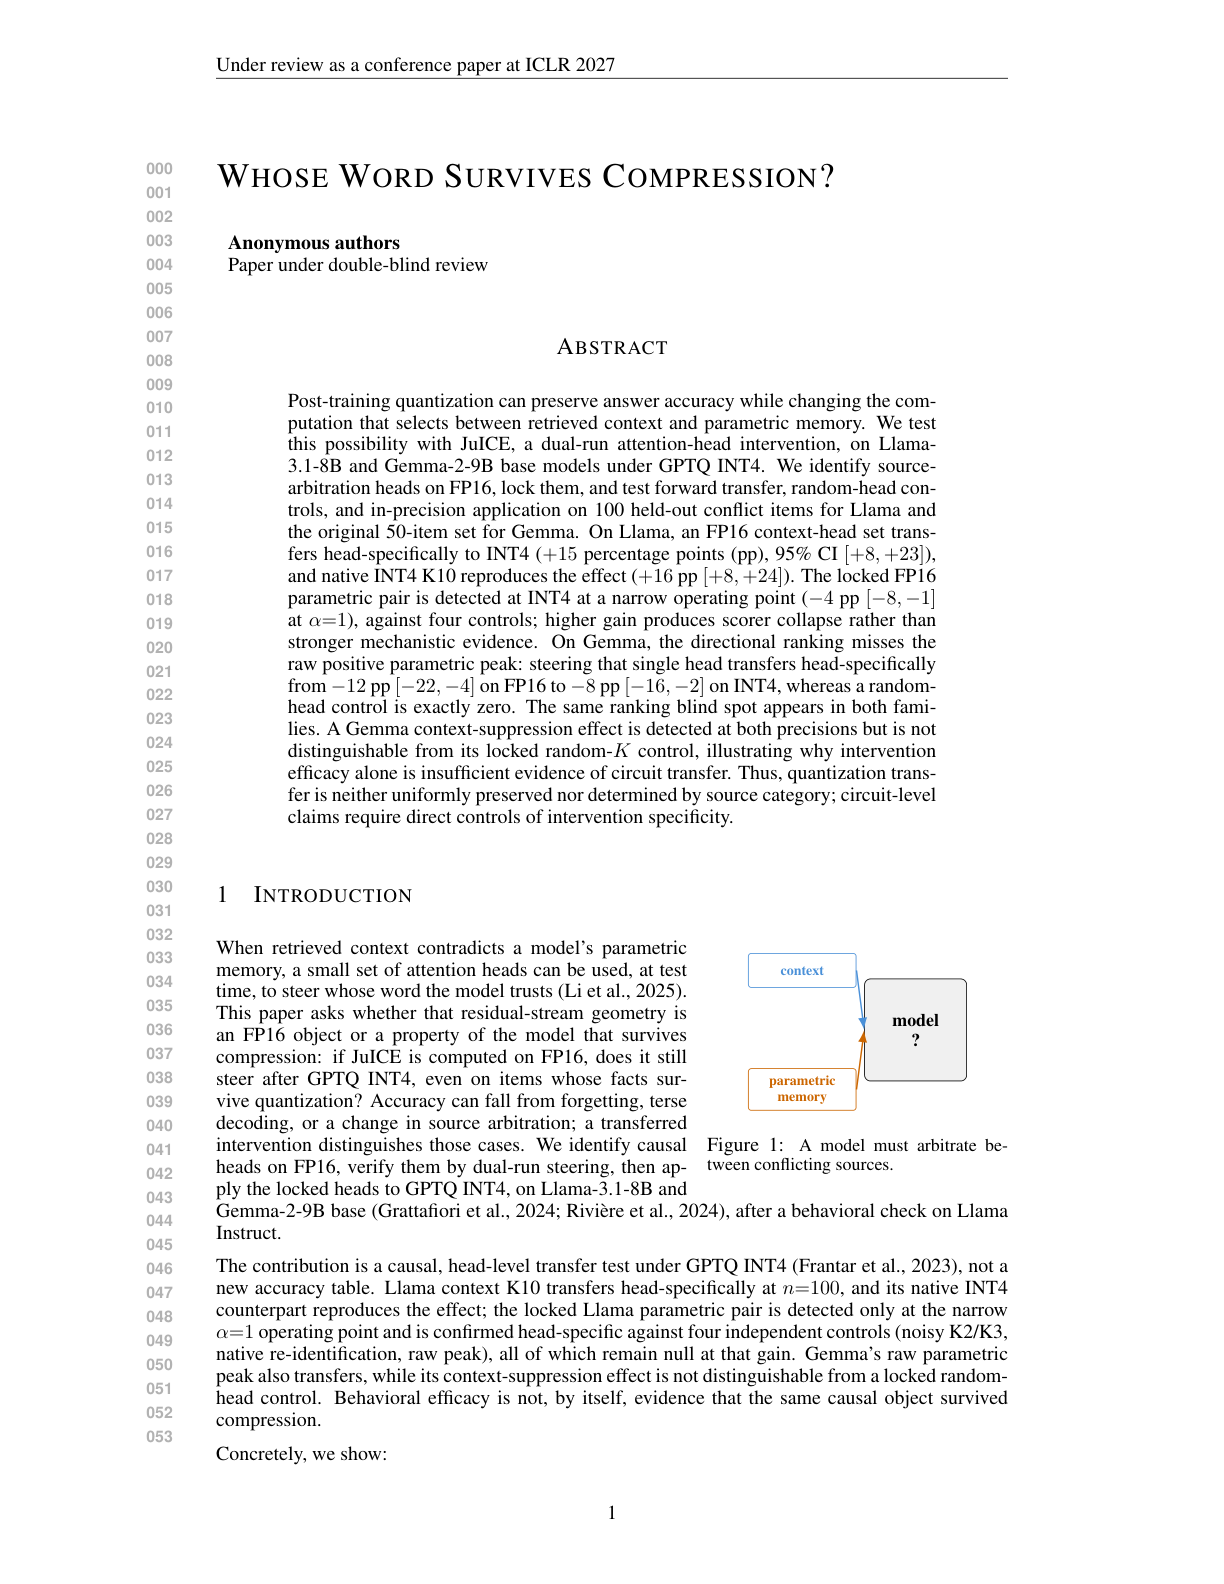 Under review as a conference paper at ICLR 2027
000
001
002
003
004
005
006
007
008
009
010
011
012
013
014
015
016
017
018
019
020
021
022
023
024
025
026
027
028
029
030
031
032
033
034
035
036
037
038
039
040
041
042
043
044
045
046
047
048
049
050
051
052
053
WHOSE WORD SURVIVES COMPRESSION?
Anonymous authors
Paper under double-blind review
ABSTRACT
Post-training quantization can preserve answer accuracy while changing the com-
putation that selects between retrieved context and parametric memory. We test
this possibility with JuICE, a dual-run attention-head intervention, on Llama-
3.1-8B and Gemma-2-9B base models under GPTQ INT4. We identify source-
arbitration heads on FP16, lock them, and test forward transfer, random-head con-
trols, and in-precision application on 100 held-out conflict items for Llama and
the original 50-item set for Gemma. On Llama, an FP16 context-head set trans-
fers head-specifically to INT4 (+15 percentage points (pp), 95% CI [+8, +23]),
and native INT4 K10 reproduces the effect (+16 pp [+8, +24]). The locked FP16
parametric pair is detected at INT4 at a narrow operating point (−4 pp [−8, −1]
at α=1), against four controls; higher gain produces scorer collapse rather than
stronger mechanistic evidence. On Gemma, the directional ranking misses the
raw positive parametric peak: steering that single head transfers head-specifically
from −12 pp [−22, −4] on FP16 to −8 pp [−16, −2] on INT4, whereas a random-
head control is exactly zero. The same ranking blind spot appears in both fami-
lies. A Gemma context-suppression effect is detected at both precisions but is not
distinguishable from its locked random-K control, illustrating why intervention
efficacy alone is insufficient evidence of circuit transfer. Thus, quantization trans-
fer is neither uniformly preserved nor determined by source category; circuit-level
claims require direct controls of intervention specificity.
1 INTRODUCTION
When retrieved context contradicts a model's parametric
memory, a small set of attention heads can be used, at test
time, to steer whose word the model trusts (Li et al., 2025).
This paper asks whether that residual-stream geometry is
an FP16 object or a property of the model that survives
compression: if JuICE is computed on FP16, does it still
steer after GPTQ INT4, even on items whose facts sur-
vive quantization? Accuracy can fall from forgetting, terse
decoding, or a change in source arbitration; a transferred
intervention distinguishes those cases. We identify causal
heads on FP16, verify them by dual-run steering, then ap-
ply the locked heads to GPTQ INT4, on Llama-3.1-8B and
Gemma-2-9B base (Grattafiori et al., 2024; Rivière et al., 2024), after a behavioral check on Llama
Instruct.
context
model
?
parametric
memory
Figure 1: A model must arbitrate be-
tween conflicting sources.
The contribution is a causal, head-level transfer test under GPTQ INT4 (Frantar et al., 2023), not a
new accuracy table. Llama context K10 transfers head-specifically at n=100, and its native INT4
counterpart reproduces the effect; the locked Llama parametric pair is detected only at the narrow
α=1 operating point and is confirmed head-specific against four independent controls (noisy K2/K3,
native re-identification, raw peak), all of which remain null at that gain. Gemma's raw parametric
peak also transfers, while its context-suppression effect is not distinguishable from a locked random-
head control. Behavioral efficacy is not, by itself, evidence that the same causal object survived
compression.
Concretely, we show:
1